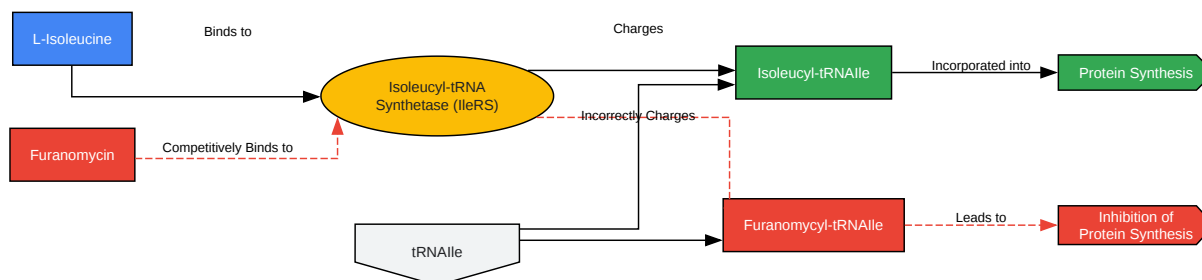 L-Isoleucine
Binds to
Charges
Isoleucyl-tRNA
Synthetase (IleRS)
Isoleucyl-tRNAIle
Incorporated into
Protein Synthesis
Incorrectly Charges
Furanomycin
Competitively Binds to
tRNAIle
Furanomycyl-tRNAIle
Leads to
Inhibition of
Protein Synthesis